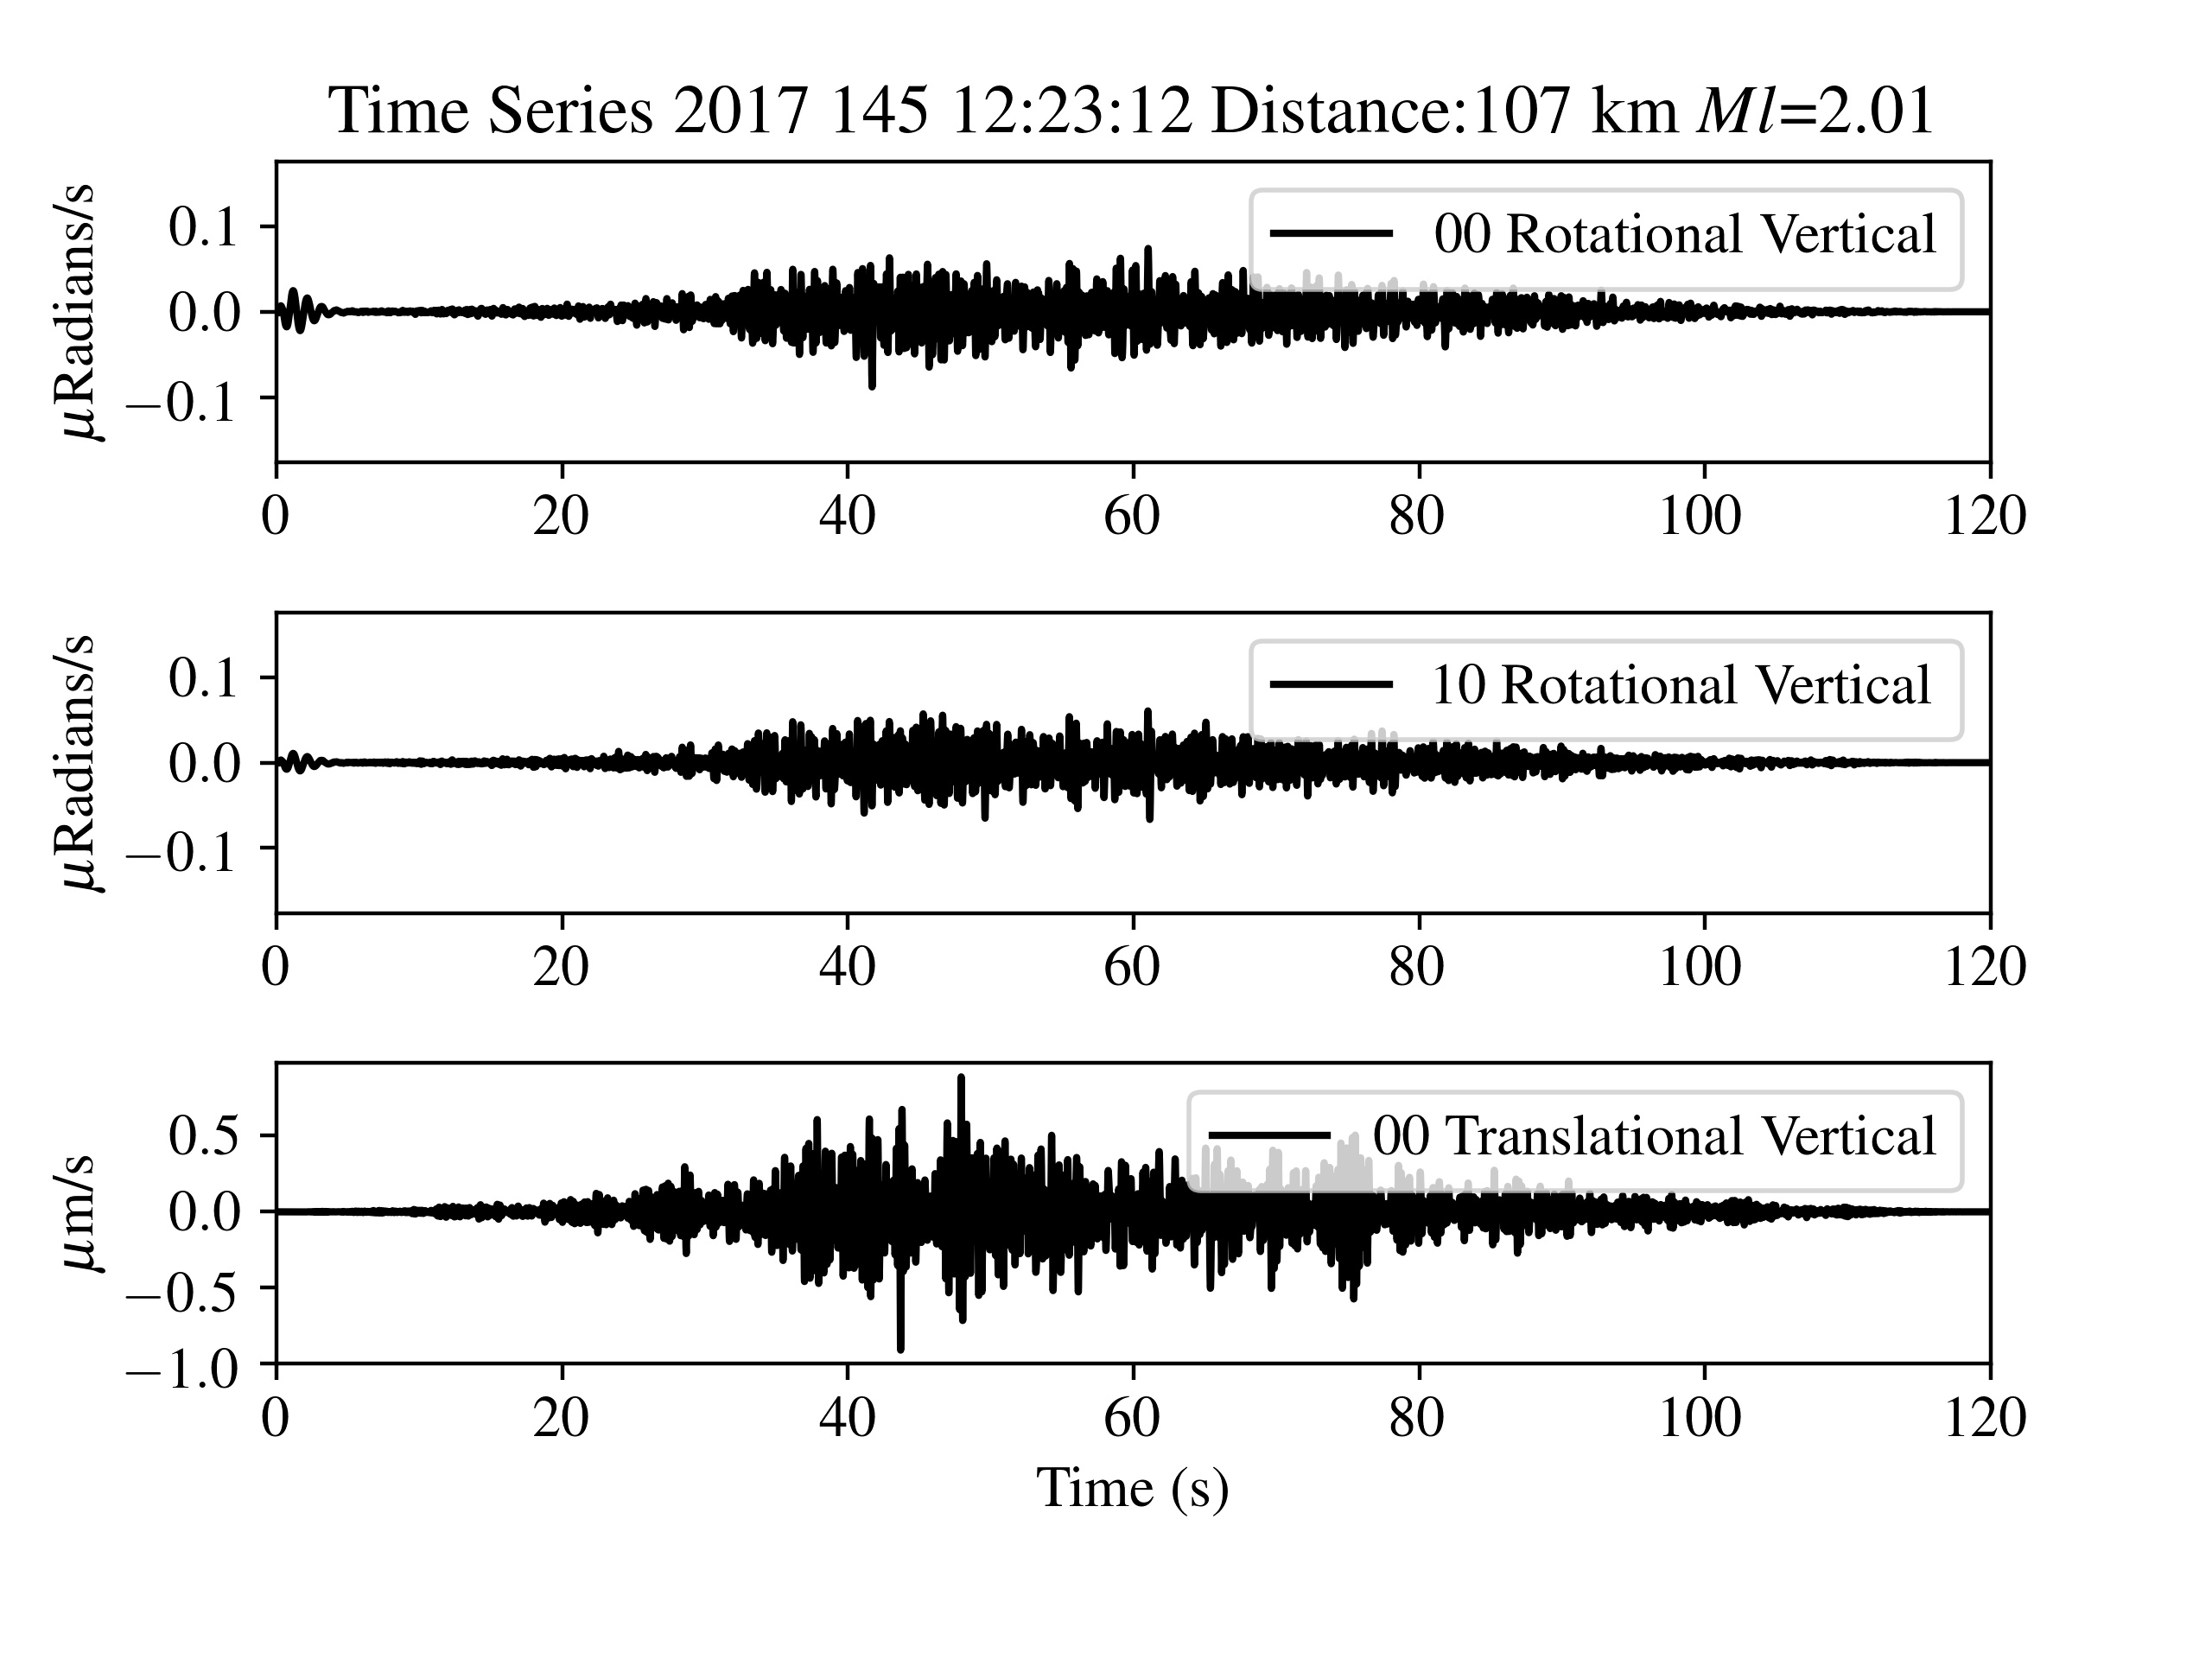 Time Series 2017 145 12:23:12 Distance:107 km Ml=2.01
μRadians/s
0.1
0.0
−0.1
00 Rotational Vertical
0 20 40 60 80 100 120
μRadians/s
0.1
0.0
−0.1
10 Rotational Vertical
0 20 40 60 80 100 120
μm/s
0.5
0.0
−0.5
−1.0
00 Translational Vertical
0 20 40 60 80 100 120
Time (s)